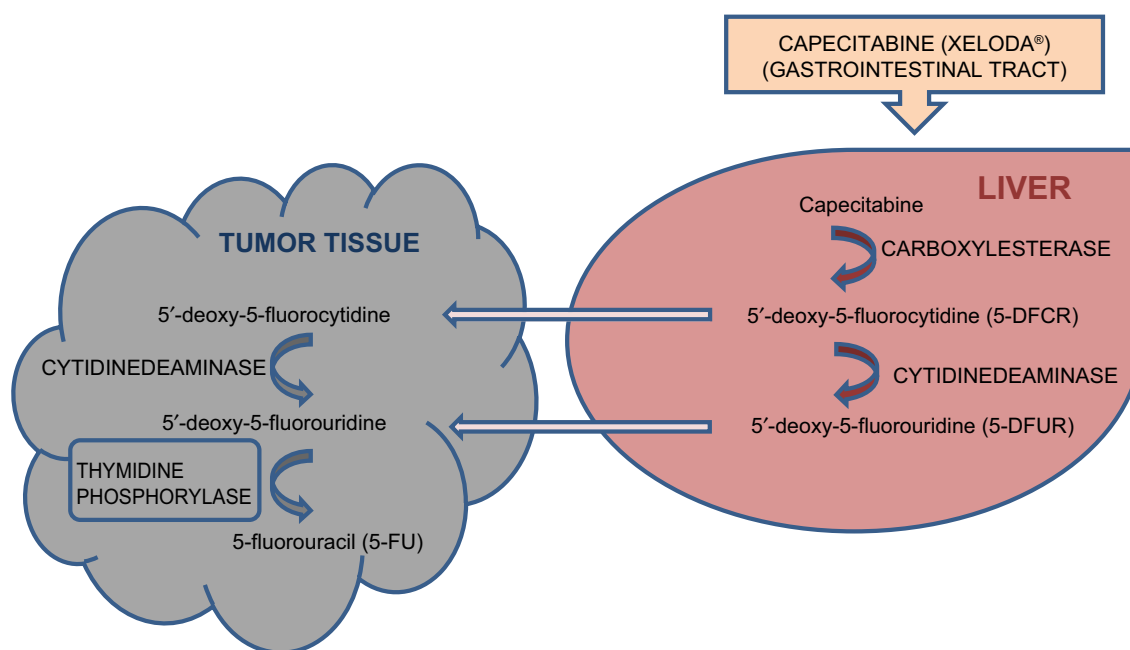 CAPECITABINE (XELODA®)
(GASTROINTESTINAL TRACT)
LIVER
Capecitabine
CARBOXYLESTERASE
5′-deoxy-5-fluorocytidine (5-DFCR)
CYTIDINEDEAMINASE
5′-deoxy-5-fluorouridine (5-DFUR)
TUMOR TISSUE
5′-deoxy-5-fluorocytidine
CYTIDINEDEAMINASE
5′-deoxy-5-fluorouridine
THYMIDINE
PHOSPHORYLASE
5-fluorouracil (5-FU)